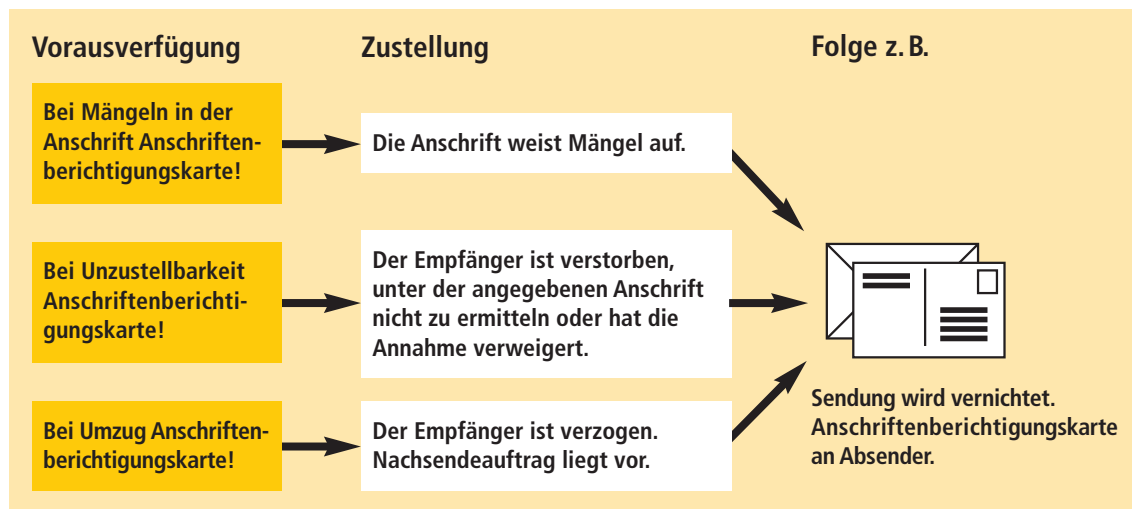 Vorausverfügung
Zustellung
Folge z. B.
Bei Mängeln in der
Anschrift Anschriften-
berichtigungskarte!
Die Anschrift weist Mängel auf.
Bei Unzustellbarkeit
Anschriftenberichti-
gungskarte!
Der Empfänger ist verstorben,
unter der angegebenen Anschrift
nicht zu ermitteln oder hat die
Annahme verweigert.
Bei Umzug Anschriften-
berichtigungskarte!
Der Empfänger ist verzogen.
Nachsendeauftrag liegt vor.
Sendung wird vernichtet.
Anschriftenberichtigungskarte
an Absender.